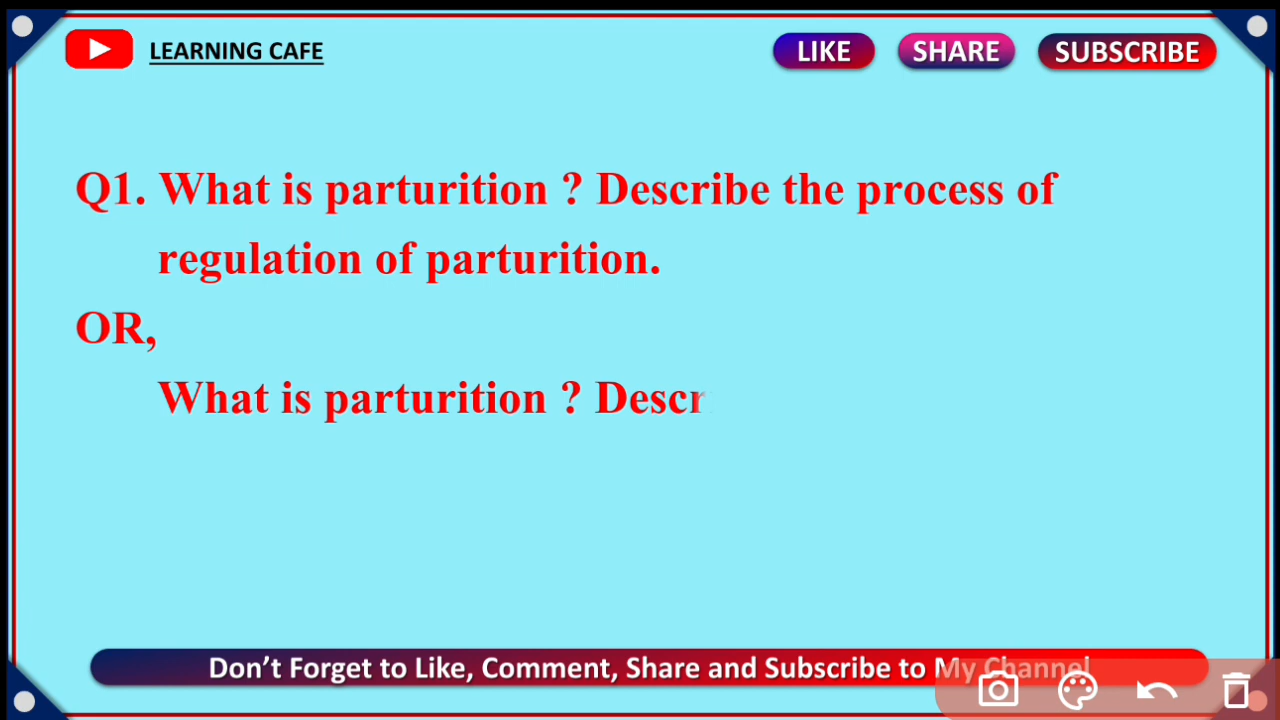 LEARNING CAFE
LIKE SHARE SUBSCRIBE
Q1. What is parturition ? Describe the process of
regulation of parturition.
OR,
What is parturition ? Descr
Don't Forget to Like, Comment, Share and Subscribe to My Channel